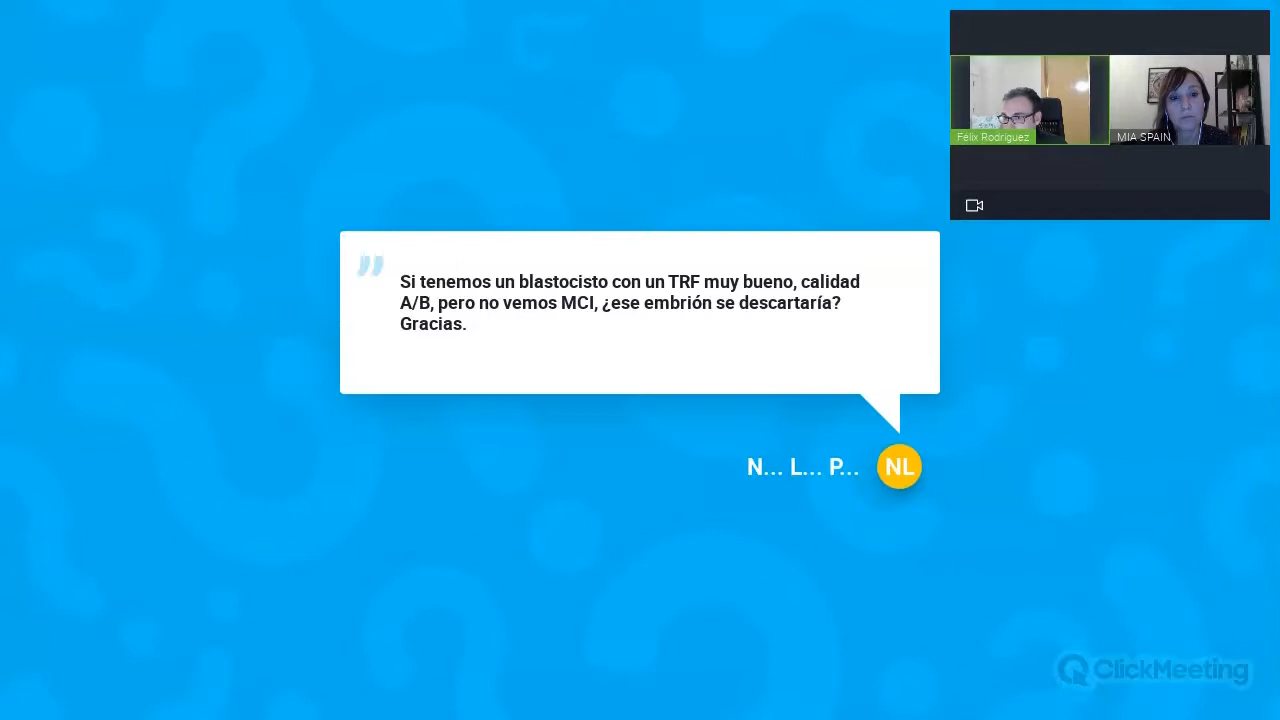 Felix Rodriguez
MIA SPAIN
Si tenemos un blastocisto con un TRF muy bueno, calidad
A/B, pero no vemos MCI, ¿ese embrión se descartaría?
Gracias.
N... L... P...
NL
ClickMeeting